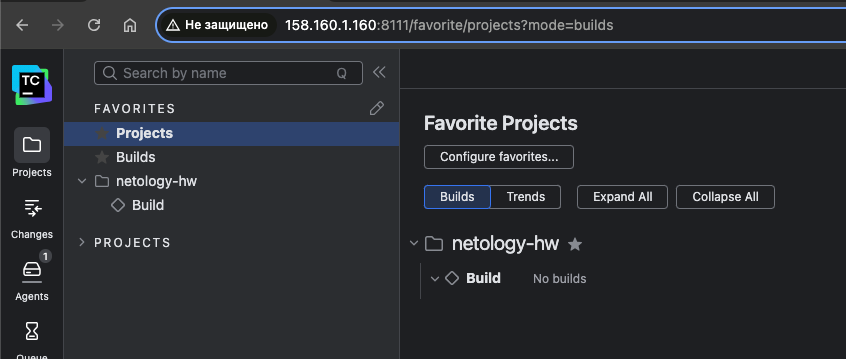 Не защищено 158.160.1.160:8111/favorite/projects?mode=builds
TC
Search by name Q
FAVORITES
Projects
Builds
netology-hw
Build
PROJECTS
Projects
Changes
1
Agents
Queue
Favorite Projects
Configure favorites...
Builds Trends Expand All Collapse All
netology-hw
Build No builds